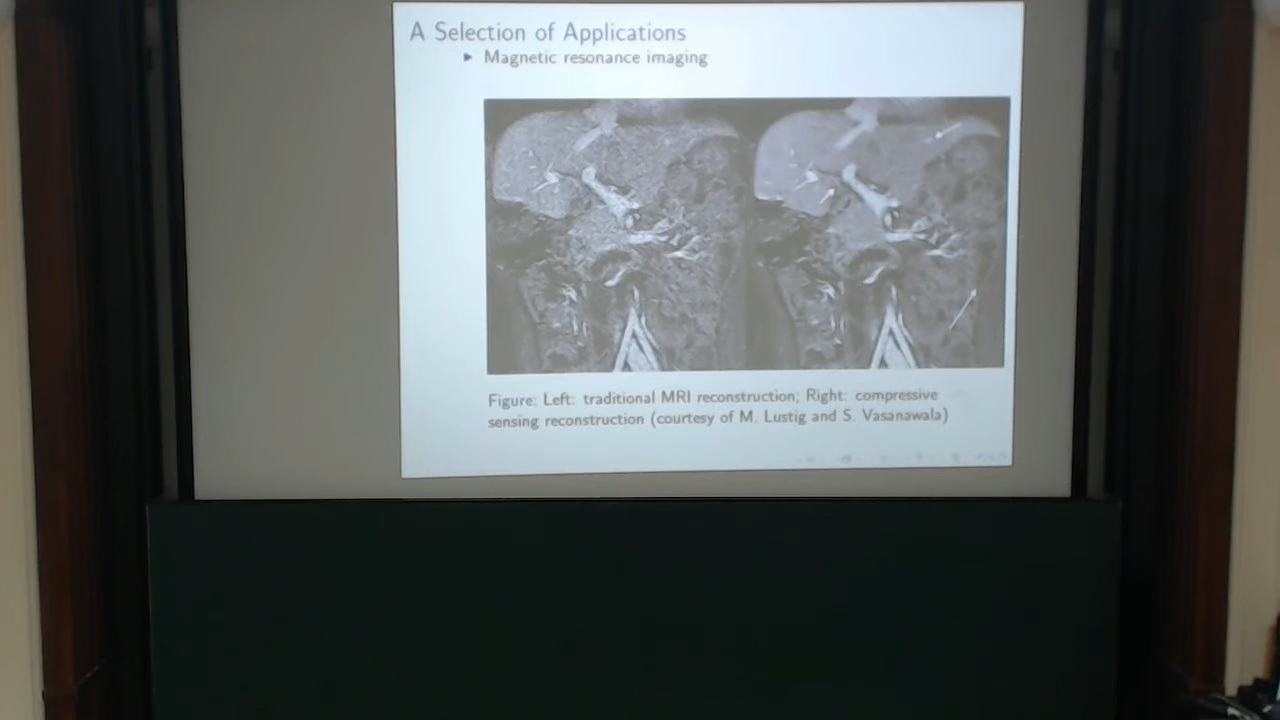 A Selection of Applications
Magnetic resonance imaging
Figure: Left: traditional MRI reconstruction; Right: compressive
sensing reconstruction (courtesy of M. Lustig and S. Vasanawala)